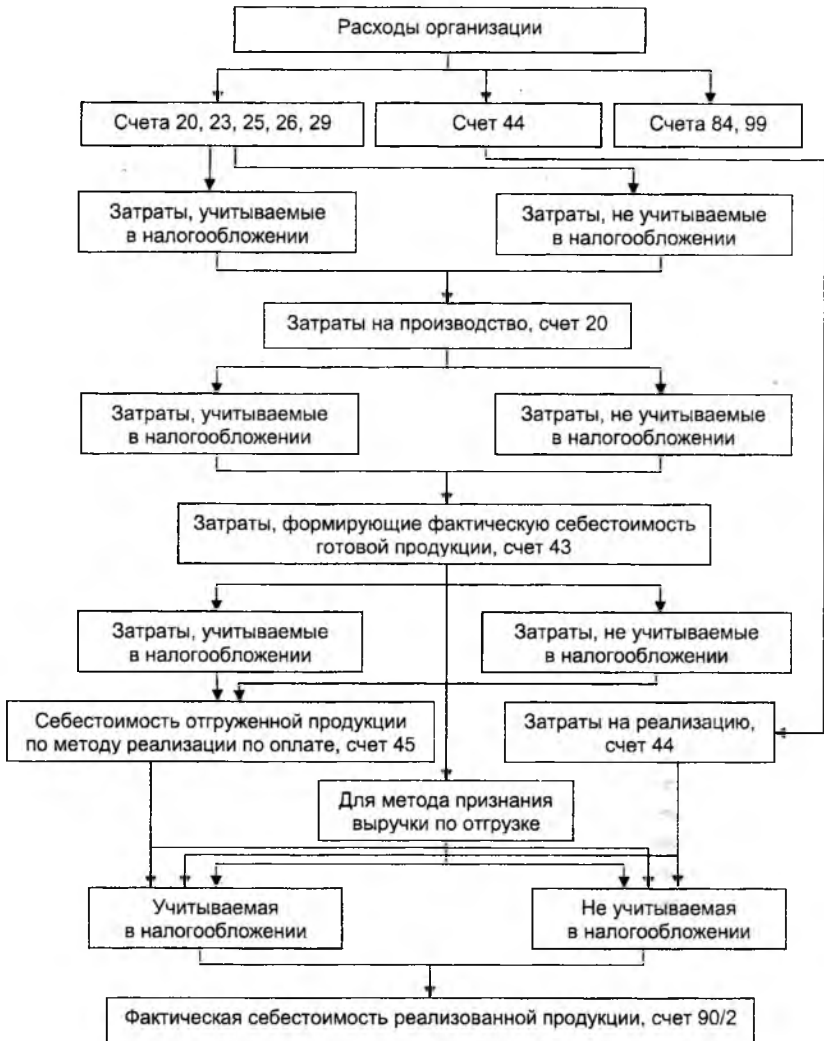 Расходы организации
Счета 20, 23, 25, 26, 29
Счет 44
Счета 84, 99
Затраты, учитываемые
в налогообложении
Затраты, не учитываемые
в налогообложении
Затраты на производство, счет 20
Затраты, учитываемые
в налогообложении
Затраты, не учитываемые
в налогообложении
Затраты, формирующие фактическую себестоимость
готовой продукции, счет 43
Затраты, учитываемые
в налогообложении
Затраты, не учитываемые
в налогообложении
Себестоимость отгруженной продукции
по методу реализации по оплате, счет 45
Затраты на реализацию,
счет 44
Для метода признания
выручки по отгрузке
Учитываемая
в налогообложении
Не учитываемая
в налогообложении
Фактическая себестоимость реализованной продукции, счет 90/2